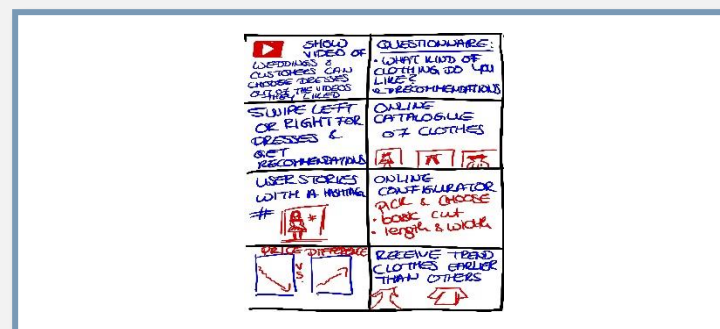 SHOW
VIDEO OF
WEDDINGS &
CUSTOMERS CAN
CHOOSE DRESSES
OUT OF THE VIDEOS
THEY LIKED
QUESTIONNAIRE:
• WHAT KIND OF
CLOTHING DO YOU
LIKE?
→ RECOMMENDATIONS
SWIPE LEFT
OR RIGHT FOR
DRESSES &
GET
RECOMMENDATIONS
ONLINE
CATALOGUE
OF CLOTHES
USER STORIES
WITH A HASHTAG
#
*
ONLINE
CONFIGURATOR
PICK & CHOOSE
• basic cut
• length & width
PRICE DIFFERENCE
VS.
RECEIVE TREND
CLOTHES EARLIER
THAN OTHERS